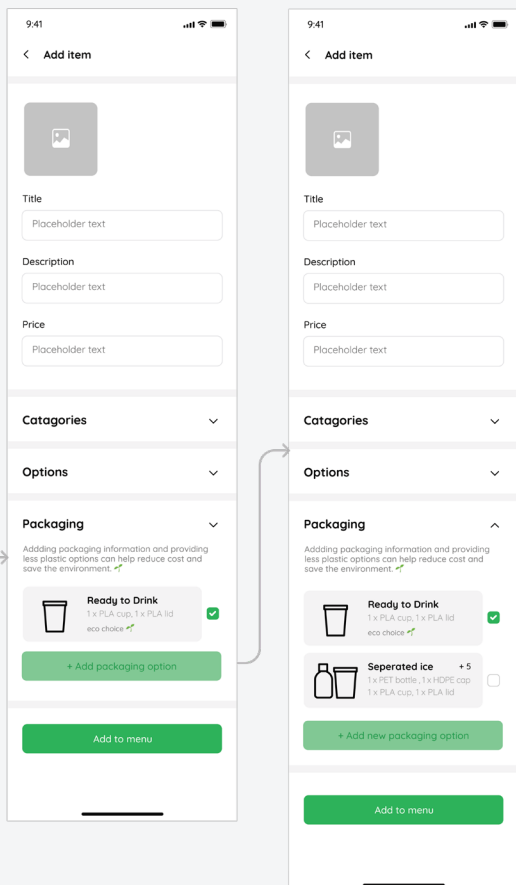 9:41
Add item
Title
Placeholder text
Description
Placeholder text
Price
Placeholder text
Catagories
Options
Packaging
Addding packaging information and providing
less plastic options can help reduce cost and
save the environment.
Ready to Drink
1 x PLA cup, 1 x PLA lid
eco choice
+ Add packaging option
Add to menu
9:41
Add item
Title
Placeholder text
Description
Placeholder text
Price
Placeholder text
Catagories
Options
Packaging
Addding packaging information and providing
less plastic options can help reduce cost and
save the environment.
Ready to Drink
1 x PLA cup, 1 x PLA lid
eco choice
Seperated ice + 5
1 x PET bottle , 1 x HDPE cap
1 x PLA cup, 1 x PLA lid
+ Add new packaging option
Add to menu